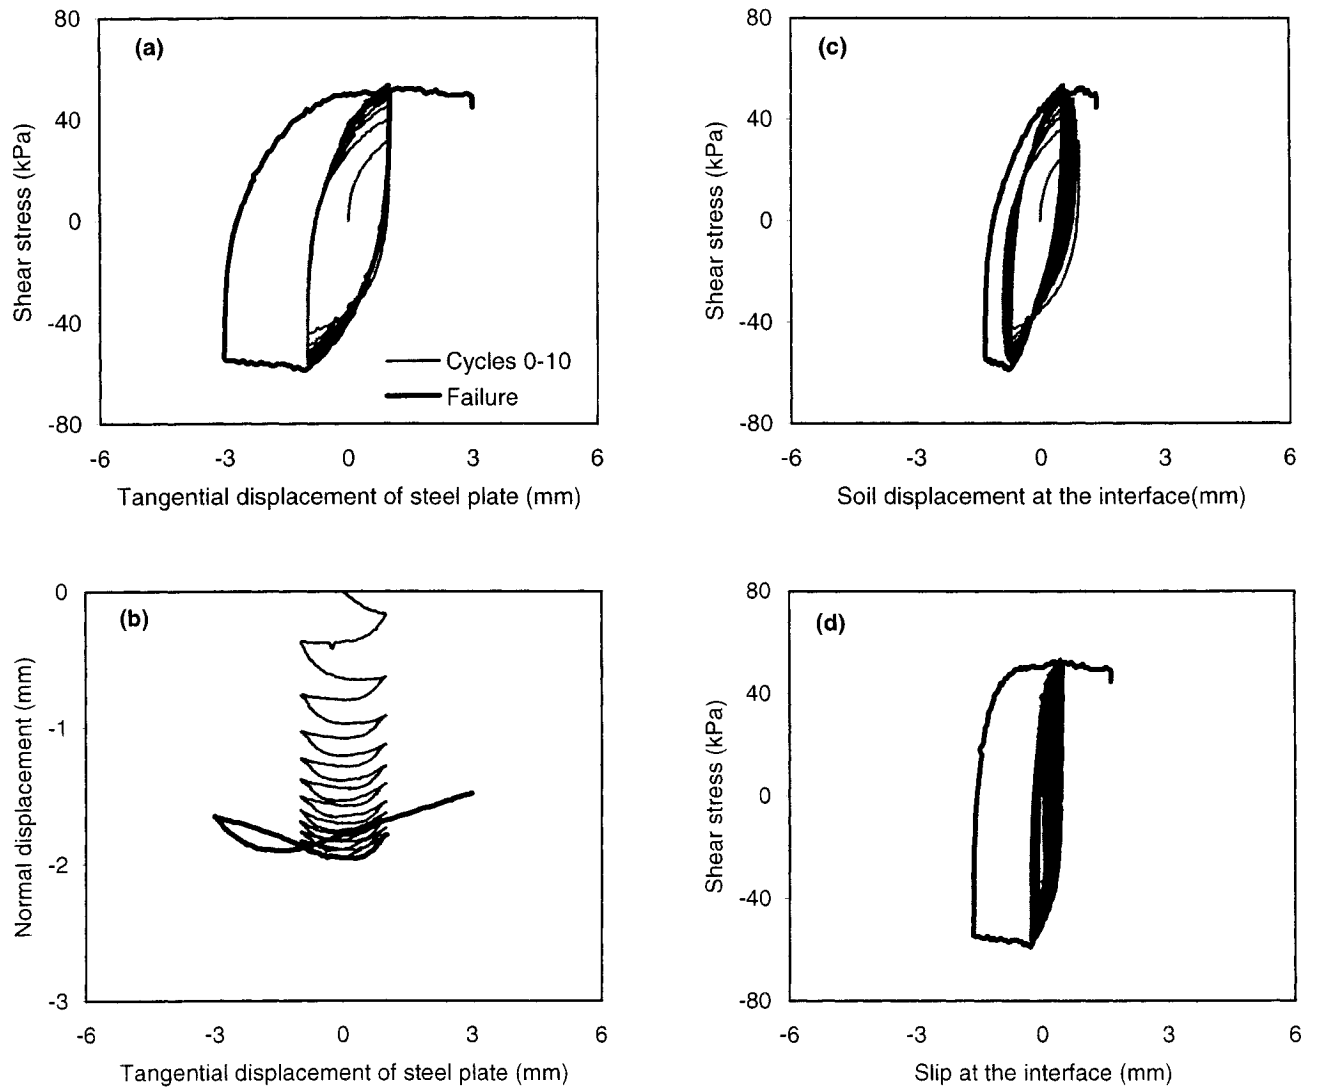 80
(a)
40
0
-40
-80
Shear stress (kPa)
Cycles 0-10
Failure
-6 -3 0 3 6
Tangential displacement of steel plate (mm)
80
(c)
40
0
-40
-80
Shear stress (kPa)
-6 -3 0 3 6
Soil displacement at the interface(mm)
0
(b)
-1
-2
-3
Normal displacement (mm)
-6 -3 0 3 6
Tangential displacement of steel plate (mm)
80
(d)
40
0
-40
-80
Shear stress (kPa)
-6 -3 0 3 6
Slip at the interface (mm)